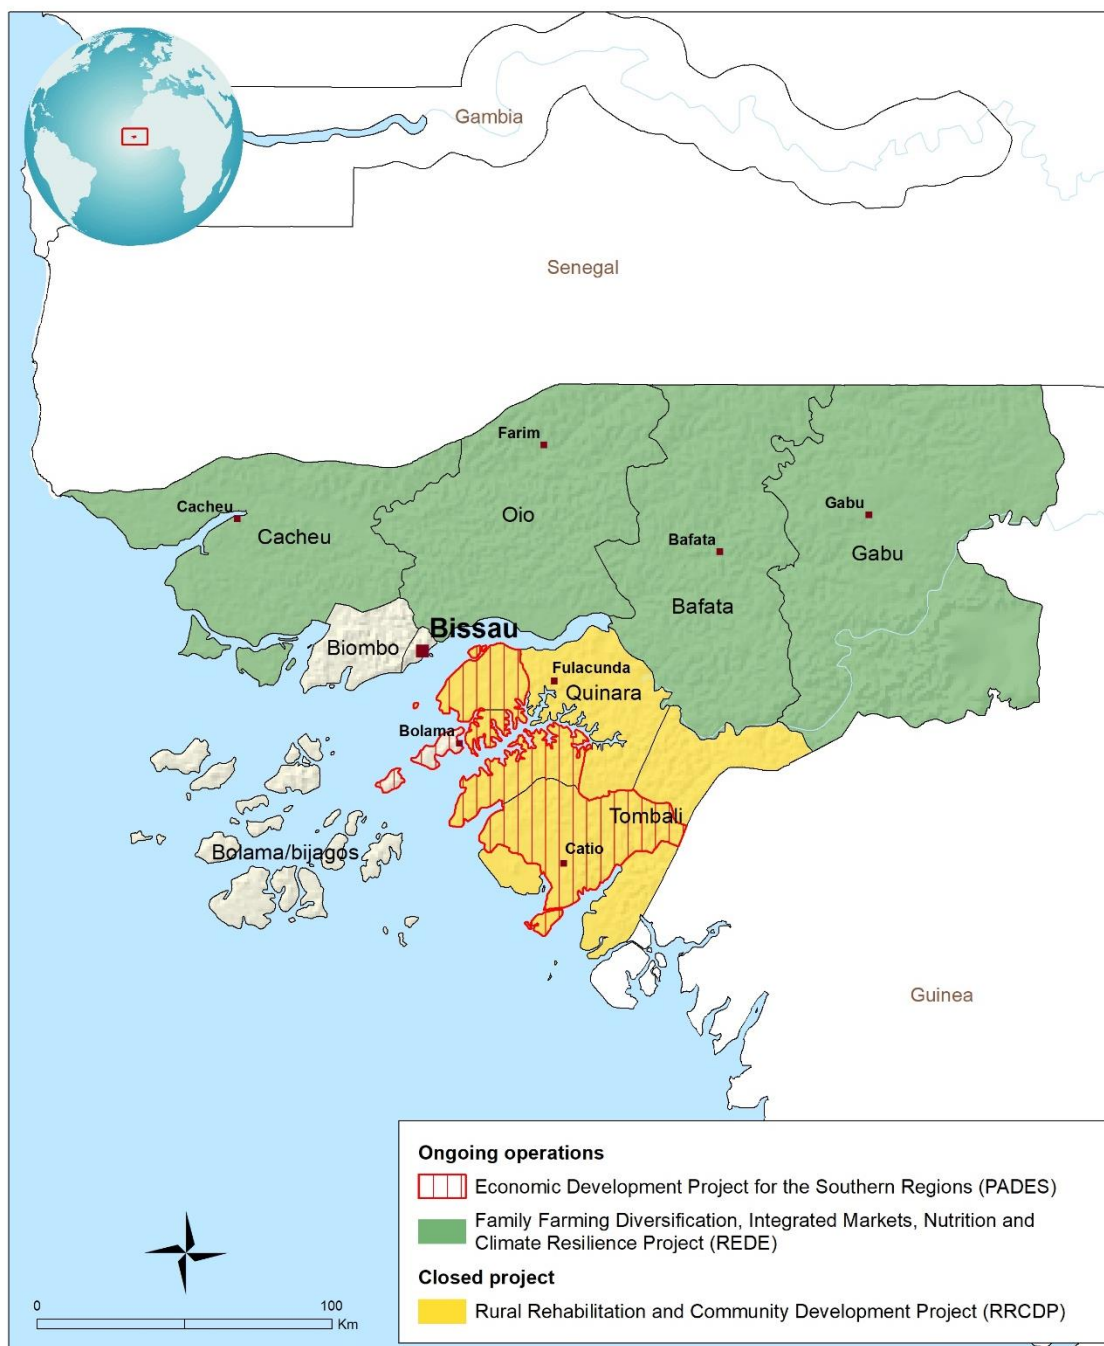 Gambia
Senegal
Farim
Cacheu
Oio
Gabu
Cacheu
Bafata
Gabu
Bafata
Bissau
Biombo
Fulacunda
Quinara
Bolama
Tombali
Bolama/bijagos
Catio
Guinea
Ongoing operations
Economic Development Project for the Southern Regions (PADES)
Family Farming Diversification, Integrated Markets, Nutrition and
Climate Resilience Project (REDE)
Closed project
Rural Rehabilitation and Community Development Project (RRCDP)
0 100
Km